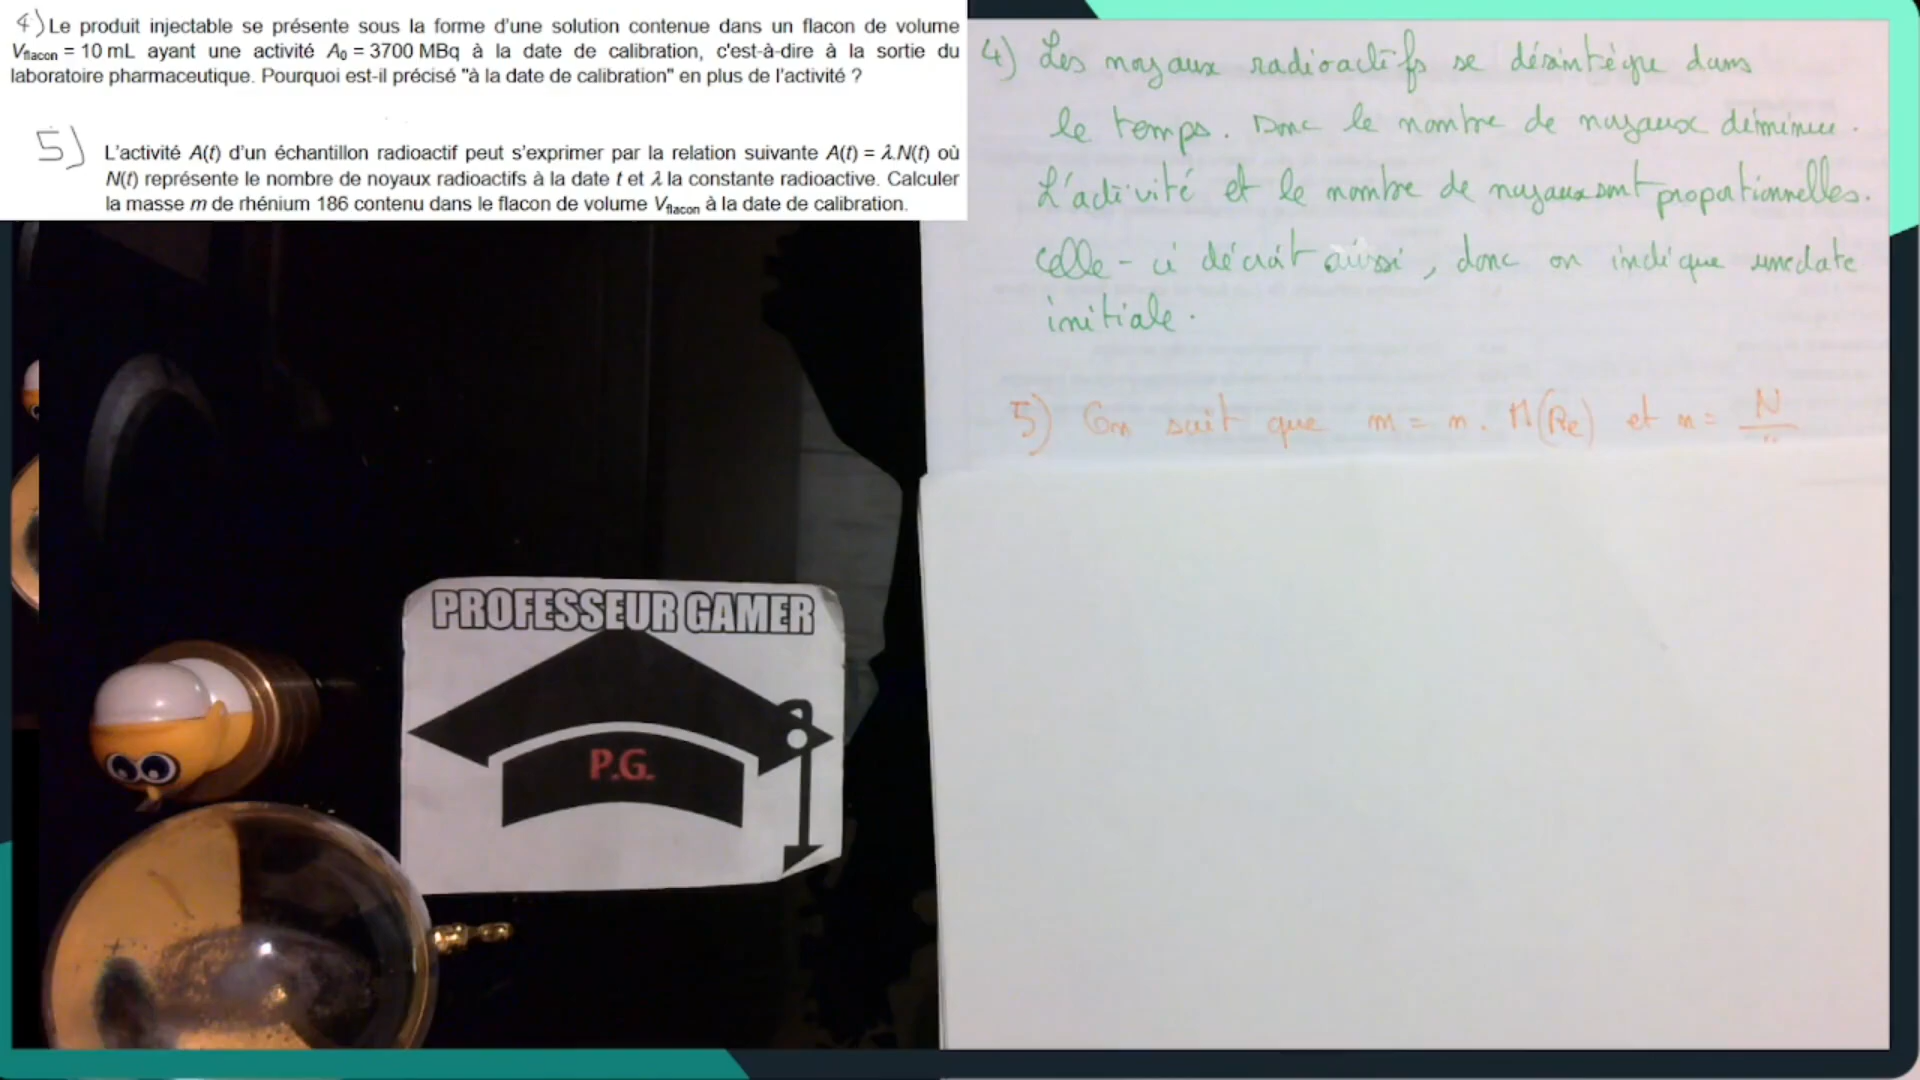 4) Le produit injectable se présente sous la forme d'une solution contenue dans un flacon de volume
Vflacon = 10 mL ayant une activité A0 = 3700 MBq à la date de calibration, c'est-à-dire à la sortie du
laboratoire pharmaceutique. Pourquoi est-il précisé "à la date de calibration" en plus de l'activité ?
5)
L'activité A(t) d'un échantillon radioactif peut s'exprimer par la relation suivante A(t) = λ.N(t) où
N(t) représente le nombre de noyaux radioactifs à la date t et λ la constante radioactive. Calculer
la masse m de rhénium 186 contenu dans le flacon de volume Vflacon à la date de calibration.
4) Les noyaux radioactifs se désintègre dans
le temps. Donc le nombre de noyaux diminue.
L'activité et le nombre de noyaux sont proportionnelles.
Celle-ci décroît aussi, donc on indique une date
initiale.
5) On sait que m = n . M(Re) et n = N
PROFESSEUR GAMER
P.G.